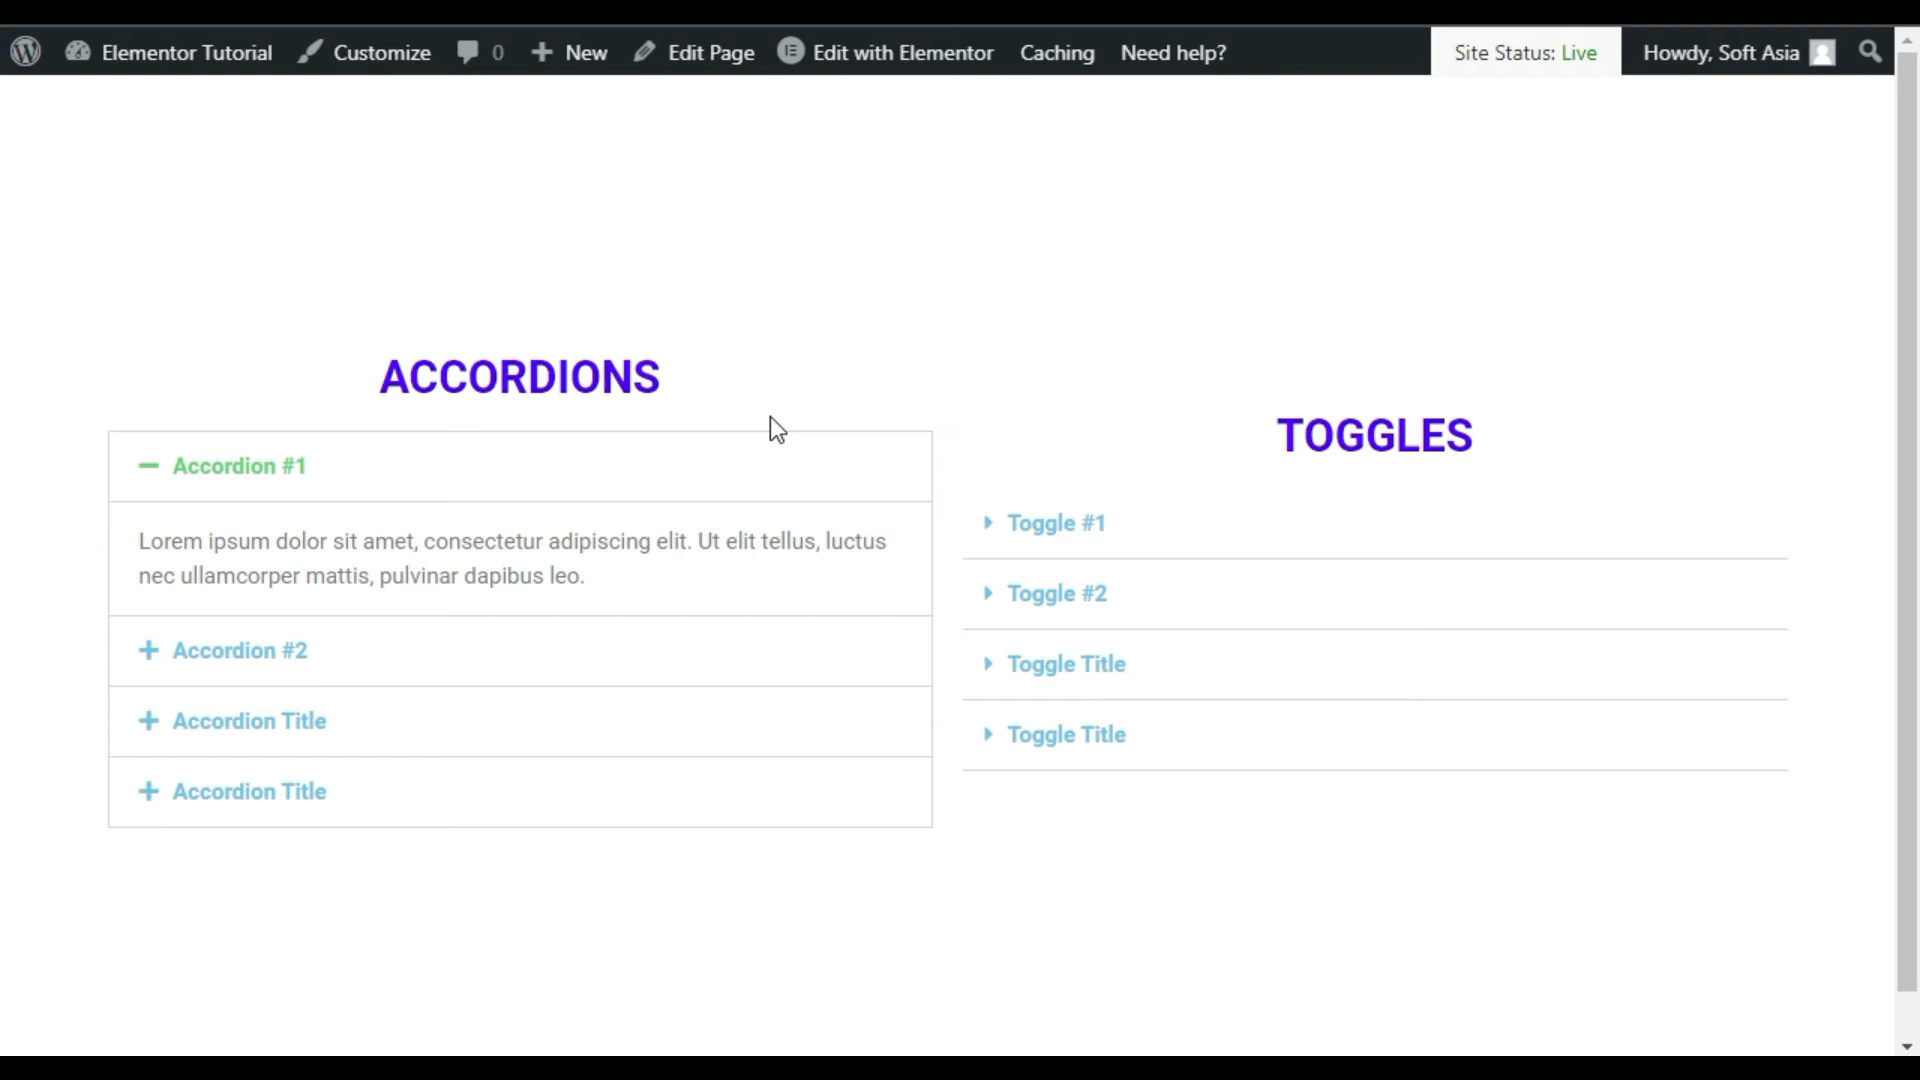 Elementor Tutorial Customize 0 New Edit Page Edit with Elementor Caching Need help? Site Status: Live Howdy, Soft Asia
ACCORDIONS
Accordion #1
Lorem ipsum dolor sit amet, consectetur adipiscing elit. Ut elit tellus, luctus
nec ullamcorper mattis, pulvinar dapibus leo.
Accordion #2
Accordion Title
Accordion Title
TOGGLES
Toggle #1
Toggle #2
Toggle Title
Toggle Title